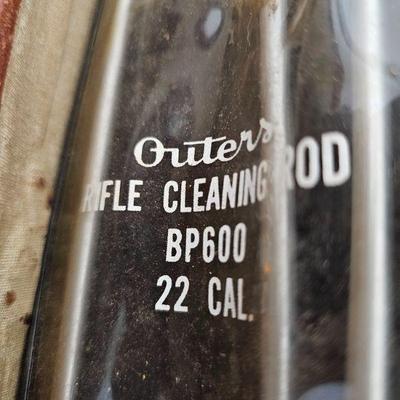 Outers
RIFLE CLEANING ROD
BP600
22 CAL.